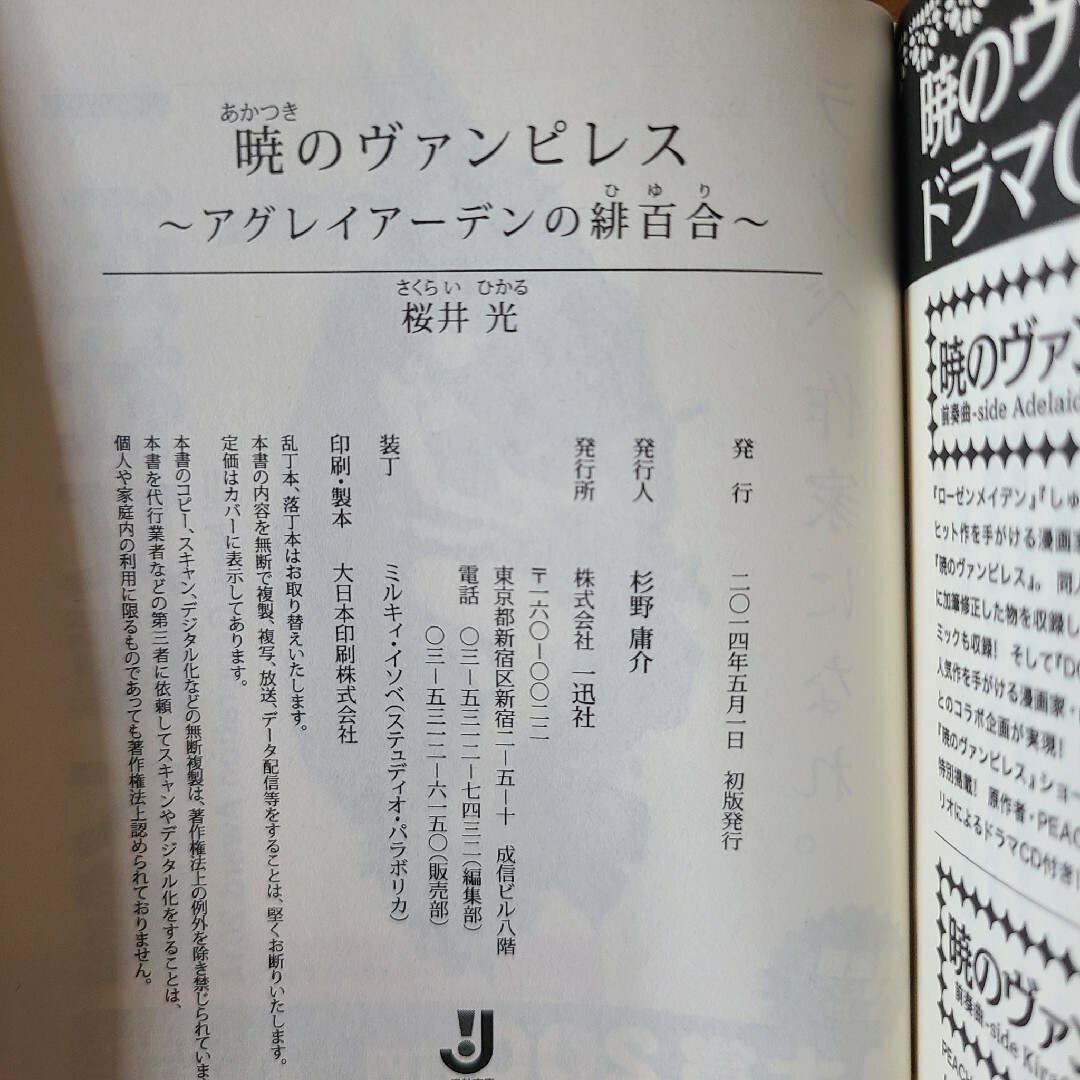 あかつき
暁のヴァンピレス
ひゆり
～アグレイアーデンの緋百合～
さくらい ひかる
桜井 光
発行 二〇一四年五月一日 初版発行
発行人 杉野 庸介
発行所 株式会社 一迅社
〒一六〇-〇〇二二
東京都新宿区新宿二-五-十 成信ビル八階
電話 〇三-五三一二-七四三二(編集部)
〇三-五三一二-六一五〇(販売部)
装丁 ミルキィ・イソベ(ステュディオ・パラボリカ)
印刷・製本 大日本印刷株式会社
乱丁本、落丁本はお取り替えいたします。
本書の内容を無断で複製、複写、放送、データ配信等をすることは、堅くお断りいたします。
定価はカバーに表示してあります。
本書のコピー、スキャン、デジタル化などの無断複製は、著作権法上の例外を除き禁じられていま
本書を代行業者などの第三者に依頼してスキャンやデジタル化をすることは、
個人や家庭内の利用に限るものであっても著作権法上認められておりません。
暁のヴ
ドラマC
暁のヴァン
前奏曲-side Adelaid
『ローゼンメイデン』『しゅ
ヒット作を手がける漫画家
『暁のヴァンピレス』。同人
に加筆修正した物を収録し
ミックも収録! そして『DO
人気作を手がける漫画家・
とのコラボ企画が実現!
『暁のヴァンピレス』ショー
特別掲載! 原作者・PEAC
リオによるドラマCD付き
暁のヴァン
前奏曲-side Kira
PEACH
ラノベ作家になれ。